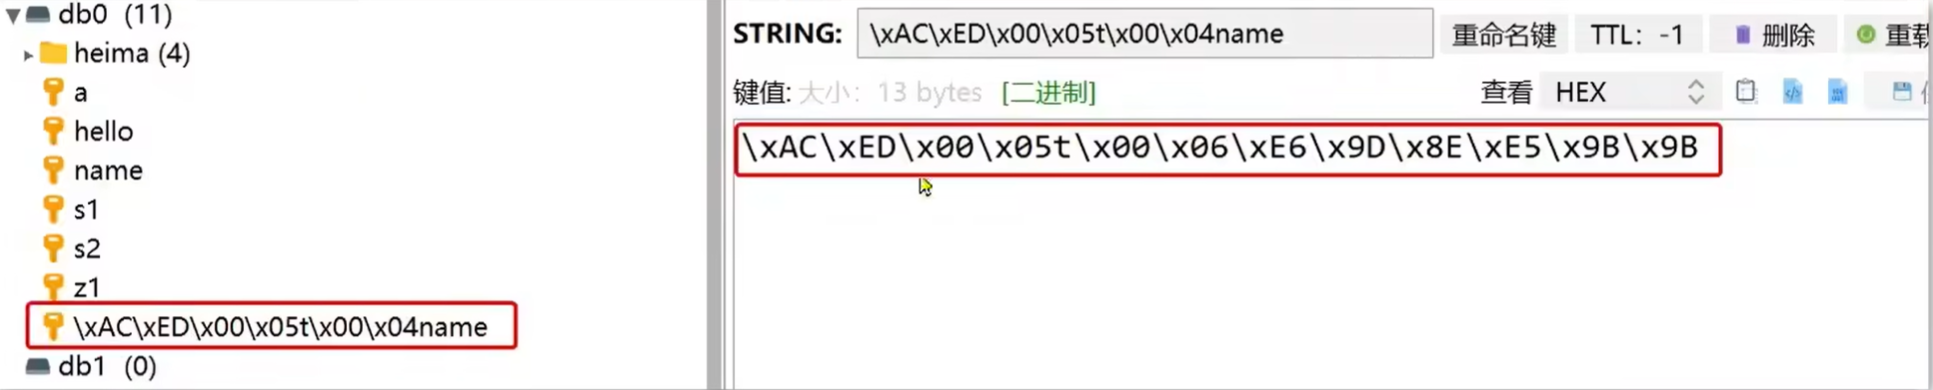 db0 (11)
heima (4)
a
hello
name
s1
s2
z1
\xAC\xED\x00\x05t\x00\x04name
db1 (0)
STRING: \xAC\xED\x00\x05t\x00\x04name 重命名键 TTL: -1 删除 重载
键值: 大小: 13 bytes [二进制] 查看 HEX
\xAC\xED\x00\x05t\x00\x06\xE6\x9D\x8E\xE5\x9B\x9B